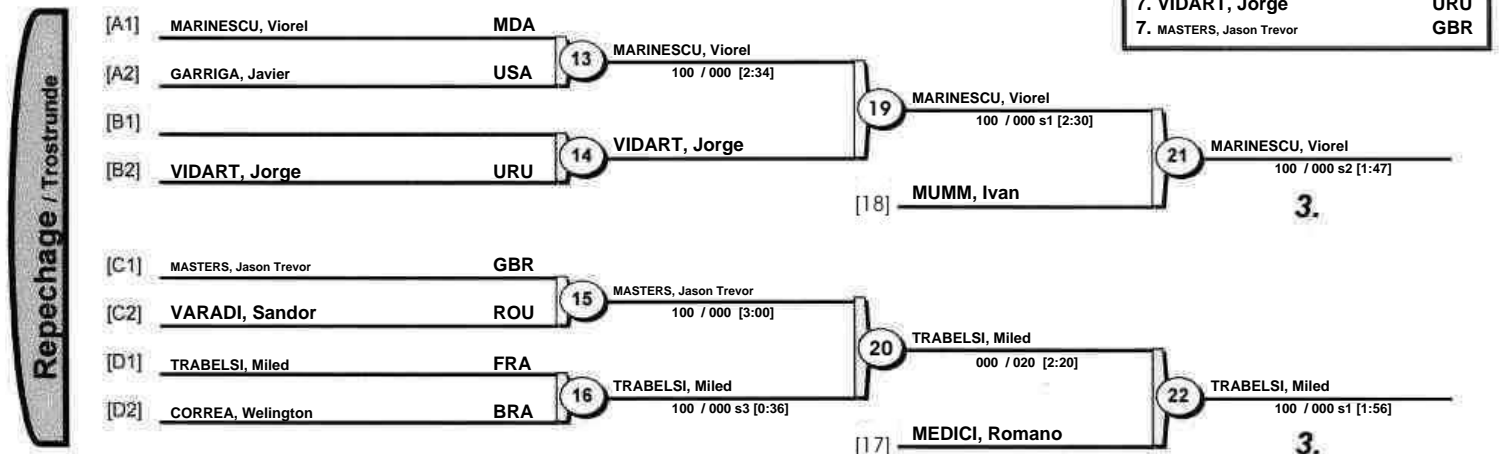 7. VIDART, Jorge URU
7. MASTERS, Jason Trevor GBR
Repechage / Trostrunde
[A1] MARINESCU, Viorel MDA
13 MARINESCU, Viorel
100 / 000 [2:34]
[A2] GARRIGA, Javier USA
19 MARINESCU, Viorel
100 / 000 s1 [2:30]
[B1]
14 VIDART, Jorge
[B2] VIDART, Jorge URU
21 MARINESCU, Viorel
100 / 000 s2 [1:47]
[18] MUMM, Ivan
3.
[C1] MASTERS, Jason Trevor GBR
15 MASTERS, Jason Trevor
100 / 000 [3:00]
[C2] VARADI, Sandor ROU
20 TRABELSI, Miled
000 / 020 [2:20]
[D1] TRABELSI, Miled FRA
16 TRABELSI, Miled
100 / 000 s3 [0:36]
[D2] CORREA, Welington BRA
22 TRABELSI, Miled
100 / 000 s1 [1:56]
[17] MEDICI, Romano
3.